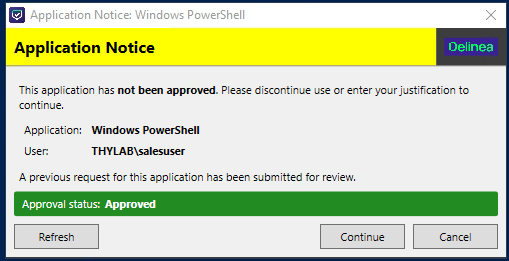 Application Notice: Windows PowerShell
Application Notice
Delinea
This application has not been approved. Please discontinue use or enter your justification to
continue.
Application: Windows PowerShell
User: THYLAB\salesuser
A previous request for this application has been submitted for review.
Approval status: Approved
Refresh
Continue
Cancel